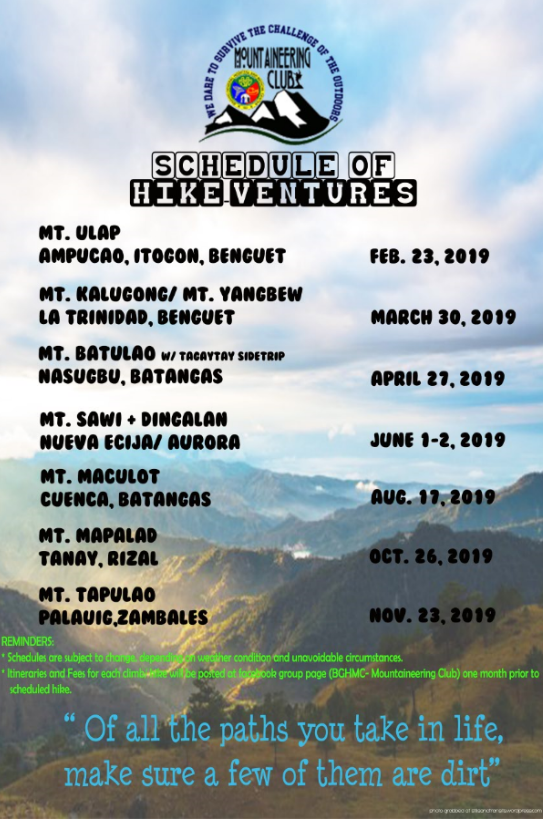 WE DARE TO SURVIVE THE CHALLENGE OF THE OUTDOORS
MOUNTAINEERING
CLUB
SCHEDULE OF
HIKE VENTURES
MT. ULAP
AMPUCAO, ITOGON, BENGUET FEB. 23, 2019
MT. KALUGONG/ MT. YANGBEW
LA TRINIDAD, BENGUET MARCH 30, 2019
MT. BATULAO W/ TAGAYTAY SIDETRIP
NASUGBU, BATANGAS APRIL 27, 2019
MT. SAWI + DINGALAN
NUEVA ECIJA/ AURORA JUNE 1-2, 2019
MT. MACULOT
CUENCA, BATANGAS AUG. 17, 2019
MT. MAPALAD
TANAY, RIZAL OCT. 26, 2019
MT. TAPULAO
PALAUIG,ZAMBALES NOV. 23, 2019
REMINDERS:
* Schedules are subject to change, depending on weather condition and unavoidable circumstances.
* Itineraries and Fees for each climb/hike will be posted at facebook group page (BGHMC- Mountaineering Club) one month prior to
scheduled hike.
“ Of all the paths you take in life,
make sure a few of them are dirt”
photo grabbed at